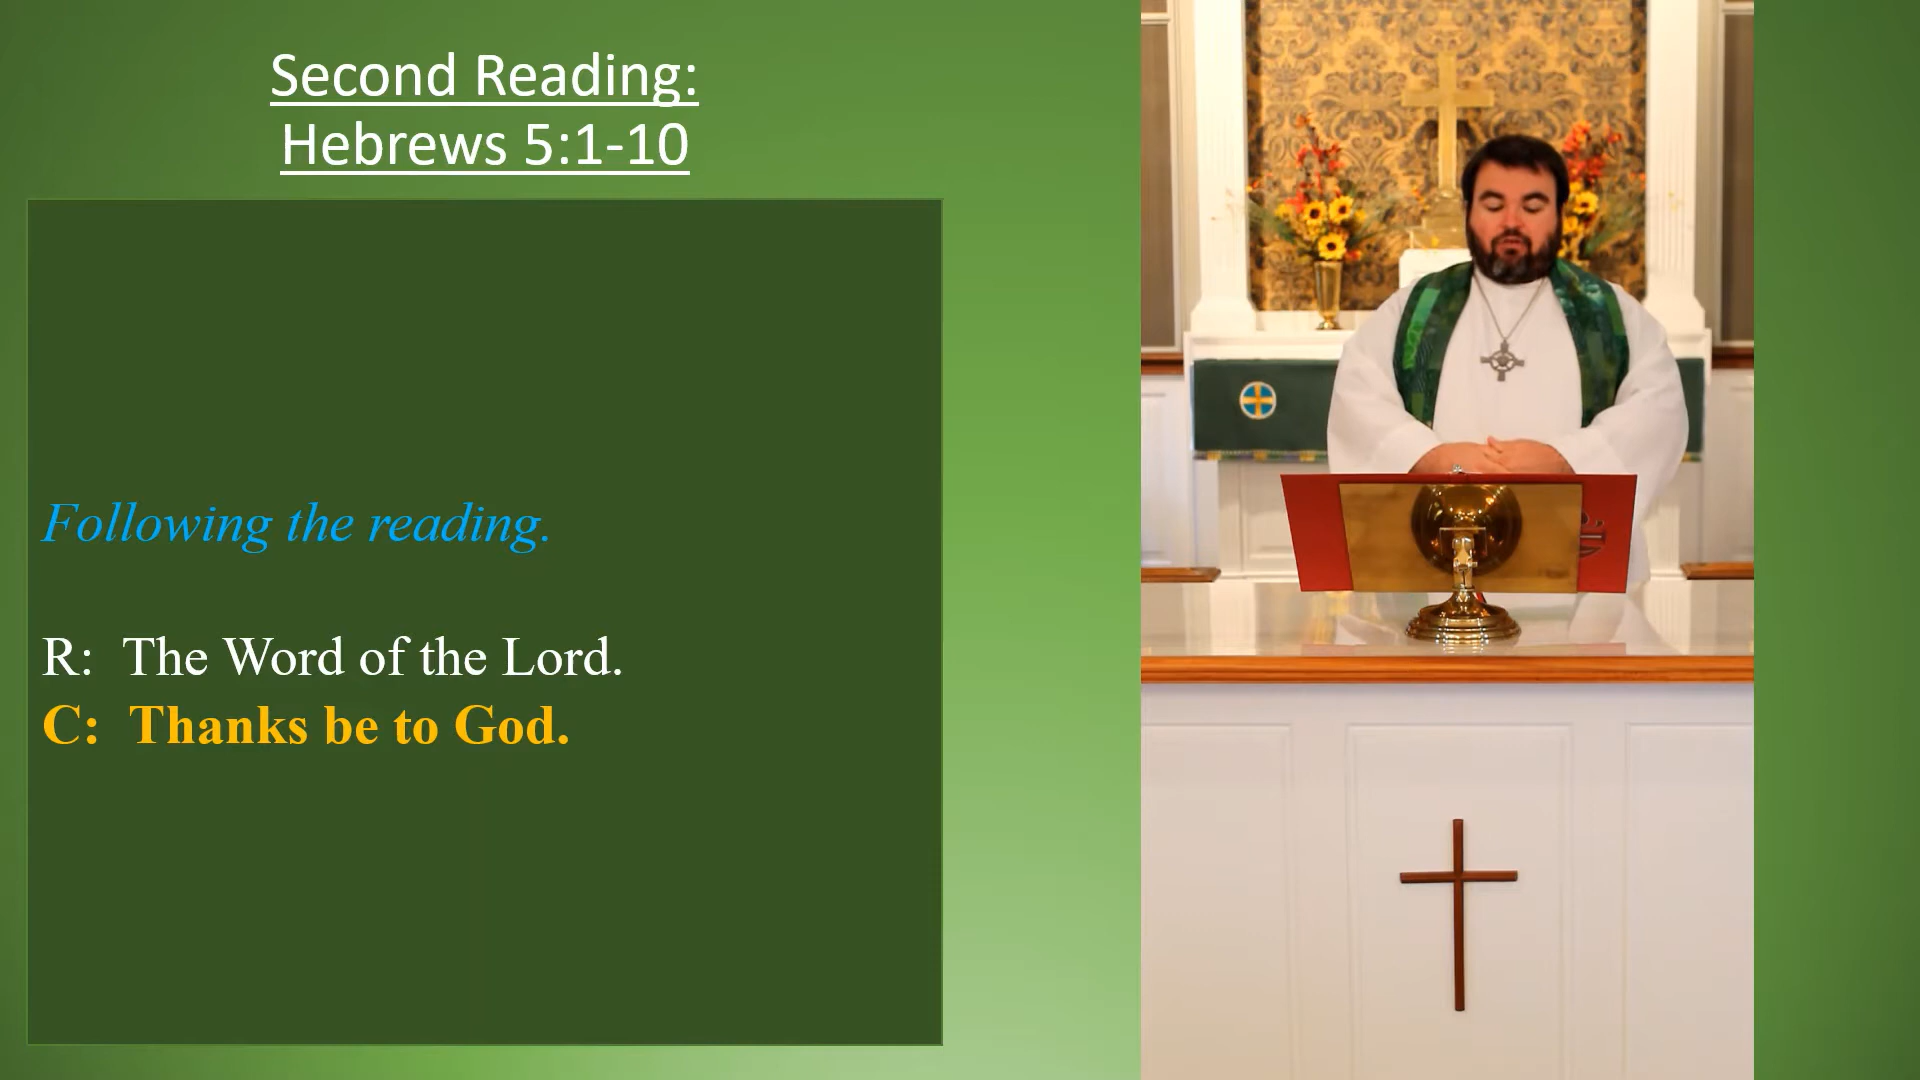 Second Reading:
Hebrews 5:1-10
Following the reading.
R: The Word of the Lord.
C: Thanks be to God.